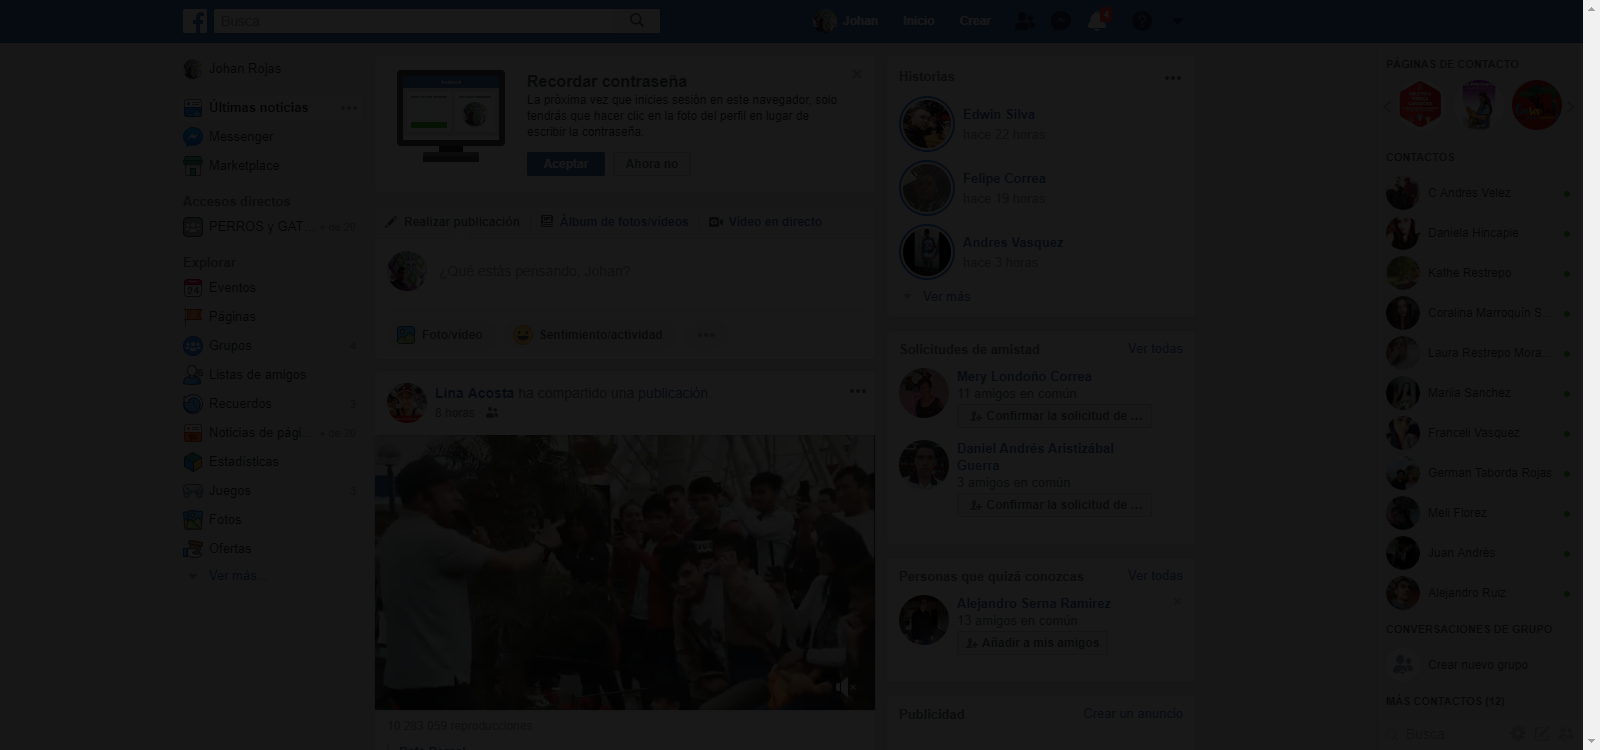 Busca
Johan
Inicio
Crear
4
Johan Rojas
Últimas noticias
Messenger
Marketplace
Accesos directos
PERROS y GAT...
+ de 20
Explorar
Eventos
Páginas
Grupos
Listas de amigos
Recuerdos
Noticias de pági...
+ de 20
Estadísticas
Juegos
Fotos
Ofertas
Ver más...
Recordar contraseña
La próxima vez que inicies sesión en este navegador, solo
tendrás que hacer clic en la foto del perfil en lugar de
escribir la contraseña.
Aceptar
Ahora no
Realizar publicación
Álbum de fotos/vídeos
Vídeo en directo
¿Qué estás pensando, Johan?
Foto/vídeo
Sentimiento/actividad
Lina Acosta ha compartido una publicación.
8 horas
10 283 059 reproducciones
Historias
Edwin Silva
hace 22 horas
Felipe Correa
hace 19 horas
Andres Vasquez
hace 3 horas
Ver más
Solicitudes de amistad
Ver todas
Mery Londoño Correa
11 amigos en común
Confirmar la solicitud de ...
Daniel Andrés Aristizábal
Guerra
3 amigos en común
Confirmar la solicitud de ...
Personas que quizá conozcas
Ver todas
Alejandro Serna Ramírez
13 amigos en común
Añadir a mis amigos
Publicidad
Crear un anuncio
PÁGINAS DE CONTACTO
CONTACTOS
C Andres Velez
Daniela Hincapie
Kathe Restrepo
Coralina Marroquin S...
Laura Restrepo Mora...
Mariia Sanchez
Franceli Vasquez
German Taborda Rojas
Meli Florez
Juan Andrés
Alejandro Ruiz
CONVERSACIONES DE GRUPO
Crear nuevo grupo
MÁS CONTACTOS (12)
Busca